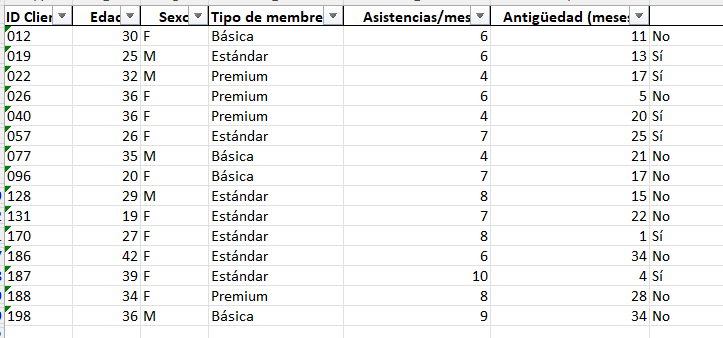 ID Clien Edad Sexo Tipo de membre Asistencias/mes Antigüedad (meses
012 30 F Básica 6 11 No
019 25 M Estándar 6 13 Sí
022 32 M Premium 4 17 Sí
026 36 F Premium 6 5 No
040 36 F Premium 4 20 Sí
057 26 F Estándar 7 25 Sí
077 35 M Básica 4 21 No
096 20 F Básica 7 17 No
128 29 M Estándar 8 15 No
131 19 F Estándar 7 22 No
170 27 F Estándar 8 1 Sí
186 42 F Estándar 6 34 No
187 39 F Estándar 10 4 Sí
188 34 F Premium 8 28 No
198 36 M Básica 9 34 No